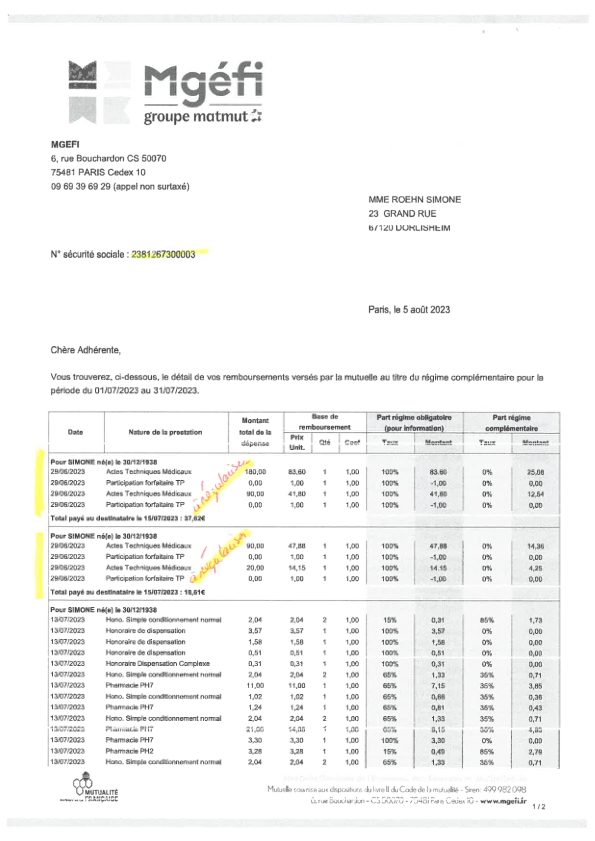 Mgéfi
groupe matmut
MGEFI
6, rue Bouchardon CS 50070
75481 PARIS Cedex 10
09 69 39 69 29 (appel non surtaxé)
MME ROEHN SIMONE
23 GRAND RUE
67120 DORLISHEIM
N° sécurité sociale : 2381267300003
Paris, le 5 août 2023
Chère Adhérente,
Vous trouverez, ci-dessous, le détail de vos remboursements versés par la mutuelle au titre du régime complémentaire pour la
période du 01/07/2023 au 31/07/2023.
Date Nature de la prestation Montant total de la dépense Base de remboursement Part régime obligatoire (pour information) Part régime complémentaire
Prix Unit. Qté Coef Taux Montant Taux Montant
Pour SIMONE né(e) le 30/12/1938
29/06/2023 Actes Techniques Médicaux 180,00 83,60 1 1,00 100% 83,60 0% 25,08
29/06/2023 Participation forfaitaire TP 0,00 1,00 1 1,00 100% -1,00 0% 0,00
29/06/2023 Actes Techniques Médicaux 90,00 41,80 1 1,00 100% 41,80 0% 12,54
29/06/2023 Participation forfaitaire TP 0,00 1,00 1 1,00 100% -1,00 0% 0,00
Total payé au destinataire le 15/07/2023 : 37,62€
Pour SIMONE né(e) le 30/12/1938
29/06/2023 Actes Techniques Médicaux 90,00 47,88 1 1,00 100% 47,88 0% 14,36
29/06/2023 Participation forfaitaire TP 0,00 1,00 1 1,00 100% -1,00 0% 0,00
29/06/2023 Actes Techniques Médicaux 20,00 14,15 1 1,00 100% 14,15 0% 4,25
29/06/2023 Participation forfaitaire TP 0,00 1,00 1 1,00 100% -1,00 0% 0,00
Total payé au destinataire le 15/07/2023 : 18,61€
Pour SIMONE né(e) le 30/12/1938
13/07/2023 Hono. Simple conditionnement normal 2,04 2,04 2 1,00 15% 0,31 85% 1,73
13/07/2023 Honoraire de dispensation 3,57 3,57 1 1,00 100% 3,57 0% 0,00
13/07/2023 Honoraire de dispensation 1,58 1,58 1 1,00 100% 1,58 0% 0,00
13/07/2023 Honoraire de dispensation 0,51 0,51 1 1,00 100% 0,51 0% 0,00
13/07/2023 Honoraire Dispensation Complexe 0,31 0,31 1 1,00 100% 0,31 0% 0,00
13/07/2023 Hono. Simple conditionnement normal 2,04 2,04 2 1,00 65% 1,33 35% 0,71
13/07/2023 Pharmacie PH7 11,00 11,00 1 1,00 65% 7,15 35% 3,85
13/07/2023 Hono. Simple conditionnement normal 1,02 1,02 1 1,00 65% 0,66 35% 0,36
13/07/2023 Pharmacie PH7 1,24 1,24 1 1,00 65% 0,81 35% 0,43
13/07/2023 Hono. Simple conditionnement normal 2,04 2,04 2 1,00 65% 1,33 35% 0,71
13/07/2023 Pharmacie PH7 21,00 1 1,00 65% 35%
13/07/2023 Pharmacie PH7 3,30 3,30 1 1,00 100% 3,30 0% 0,00
13/07/2023 Pharmacie PH2 3,28 3,28 1 1,00 15% 0,49 85% 2,79
13/07/2023 Hono. Simple conditionnement normal 2,04 2,04 2 1,00 65% 1,33 35% 0,71
MUTUALITÉ
FRANÇAISE
Mutuelle soumise aux dispositions du livre II du Code de la mutualité - Siren: 499 982 098
6, rue Bouchardon - CS 50070 - 75481 Paris Cedex 10 - www.mgefi.fr
1 / 2